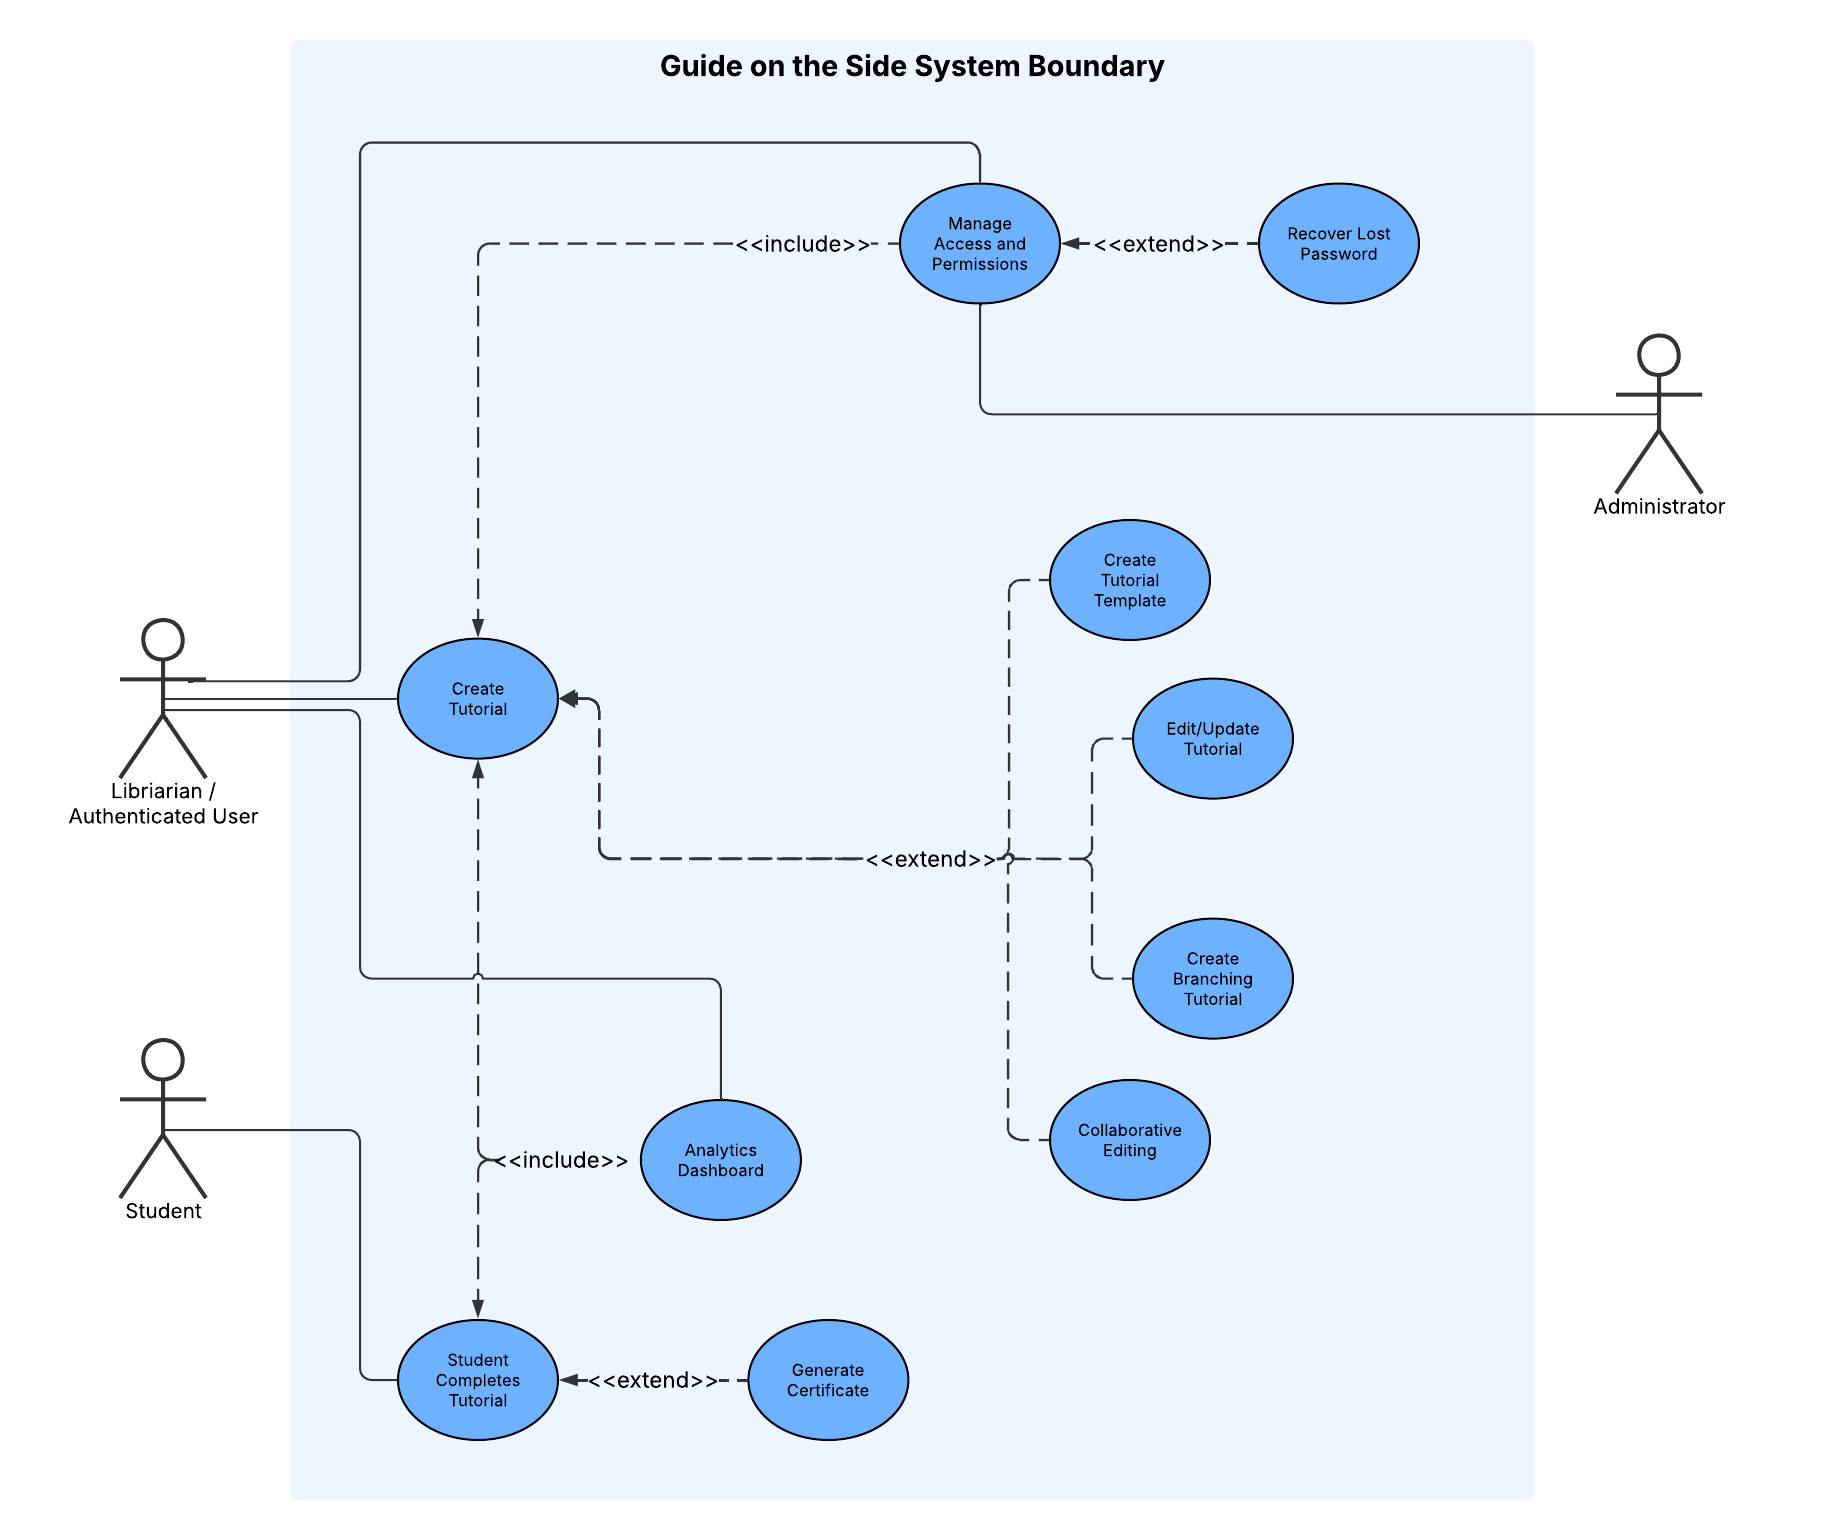 Guide on the Side System Boundary
Manage
Access and
Permissions
<<include>>
<<extend>>
Recover Lost
Password
Administrator
Create
Tutorial
Template
Create
Tutorial
Edit/Update
Tutorial
Libriarian /
Authenticated User
<<extend>>
Create
Branching
Tutorial
Collaborative
Editing
Analytics
Dashboard
<<include>>
Student
Student
Completes
Tutorial
<<extend>>
Generate
Certificate